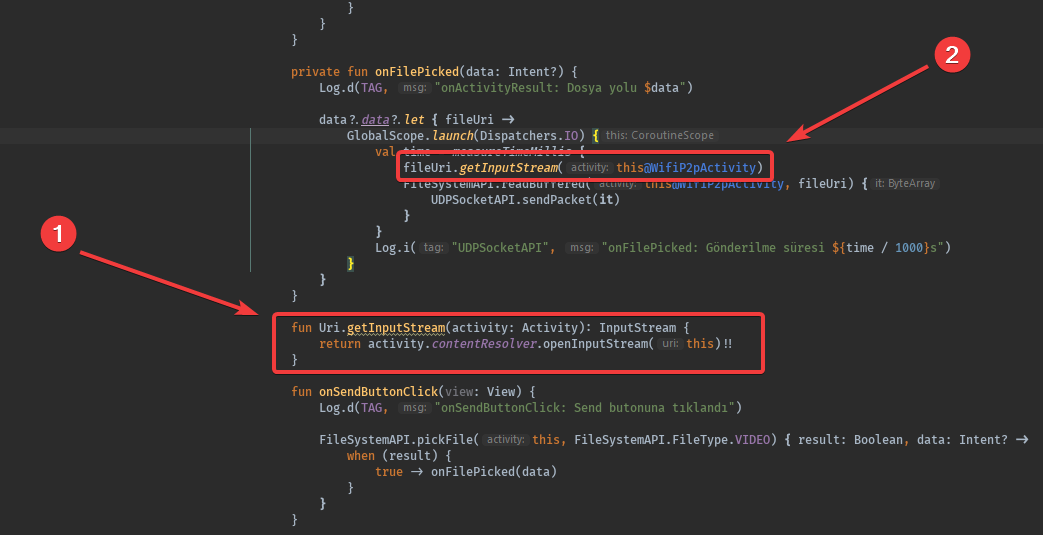 }
}
}
private fun onFilePicked(data: Intent?) {
Log.d(TAG, msg: "onActivityResult: Dosya yolu $data")
data?.data?.let { fileUri →
GlobalScope.launch(Dispatchers.IO) { this: CoroutineScope
val time = measureTimeMillis {
fileUri.getInputStream( activity: this@WifiP2pActivity)
FileSystemAPI.readBuffered( activity: this@WifiP2pActivity, fileUri) { it: ByteArray
UDPSocketAPI.sendPacket(it)
}
}
Log.i( tag: "UDPSocketAPI", msg: "onFilePicked: Gönderilme süresi ${time / 1000}s")
}
}
}
fun Uri.getInputStream(activity: Activity): InputStream {
return activity.contentResolver.openInputStream( uri: this)!!
}
fun onSendButtonClick(view: View) {
Log.d(TAG, msg: "onSendButtonClick: Send butonuna tıklandı")
FileSystemAPI.pickFile( activity: this, FileSystemAPI.FileType.VIDEO) { result: Boolean, data: Intent? →
when (result) {
true → onFilePicked(data)
}
}
}
1
2